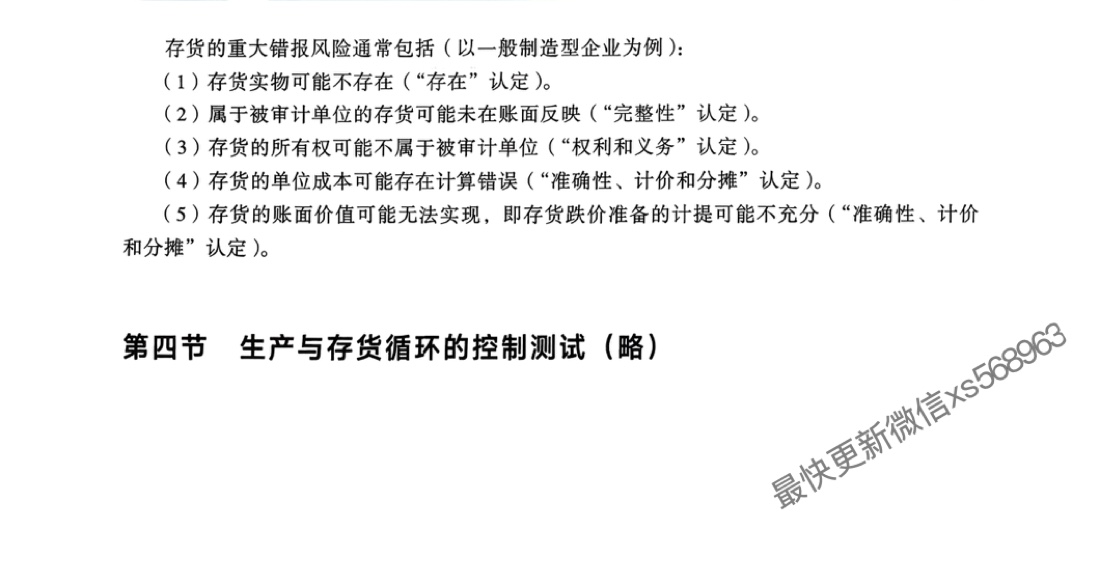 存货的重大错报风险通常包括（以一般制造型企业为例）：
（1）存货实物可能不存在（“存在”认定）。
（2）属于被审计单位的存货可能未在账面反映（“完整性”认定）。
（3）存货的所有权可能不属于被审计单位（“权利和义务”认定）。
（4）存货的单位成本可能存在计算错误（“准确性、计价和分摊”认定）。
（5）存货的账面价值可能无法实现，即存货跌价准备的计提可能不充分（“准确性、计价
和分摊”认定）。
第四节　生产与存货循环的控制测试（略）
最快更新微信xs568963